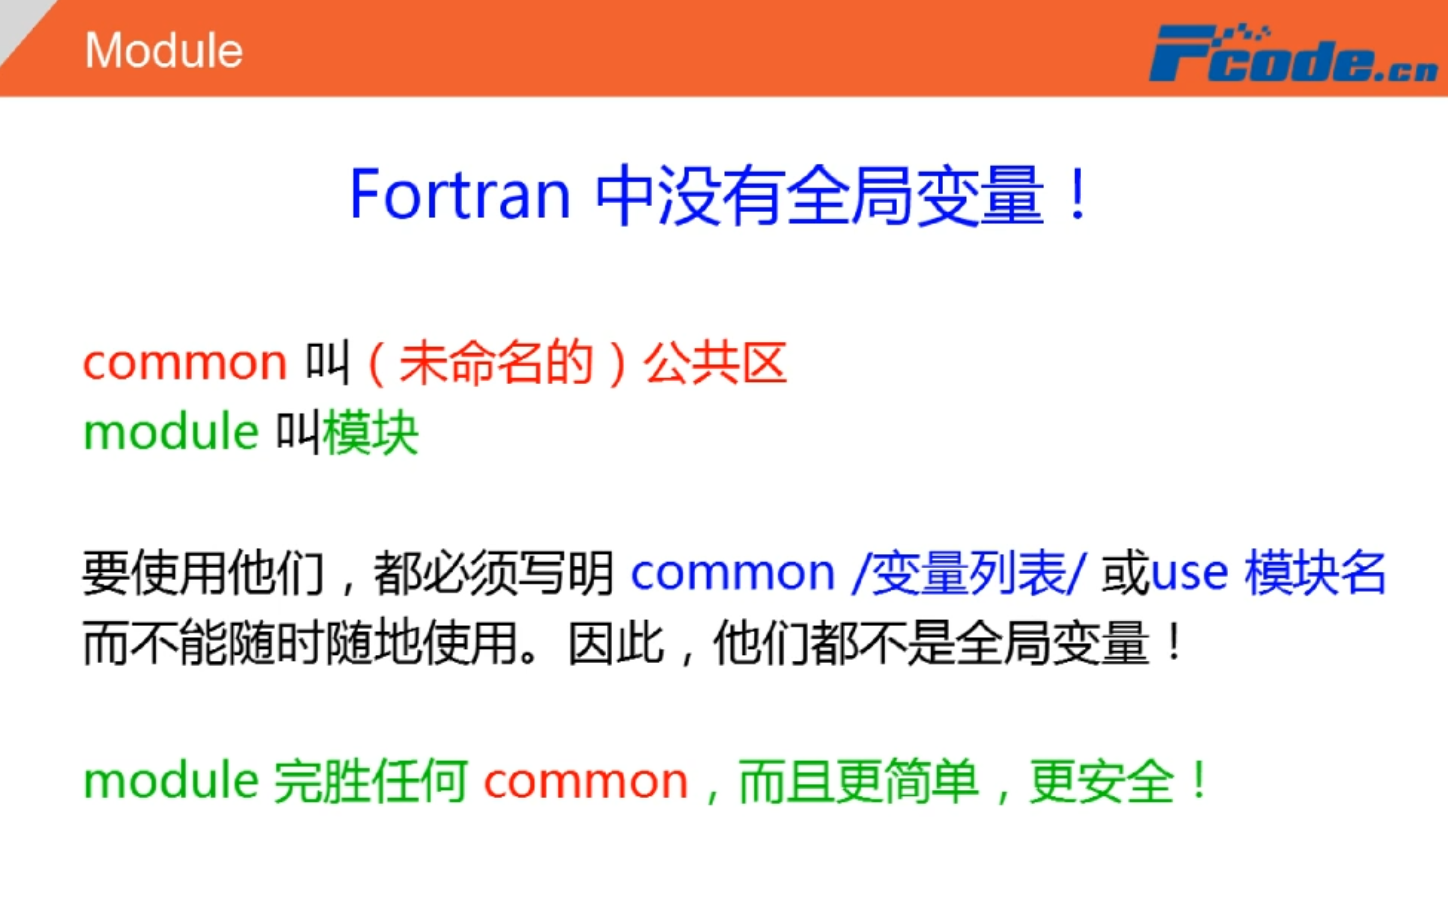 Module
Fcode.cn
Fortran 中没有全局变量！
common 叫（未命名的）公共区
module 叫模块
要使用他们，都必须写明 common /变量列表/ 或use 模块名
而不能随时随地使用。因此，他们都不是全局变量！
module 完胜任何 common，而且更简单，更安全！